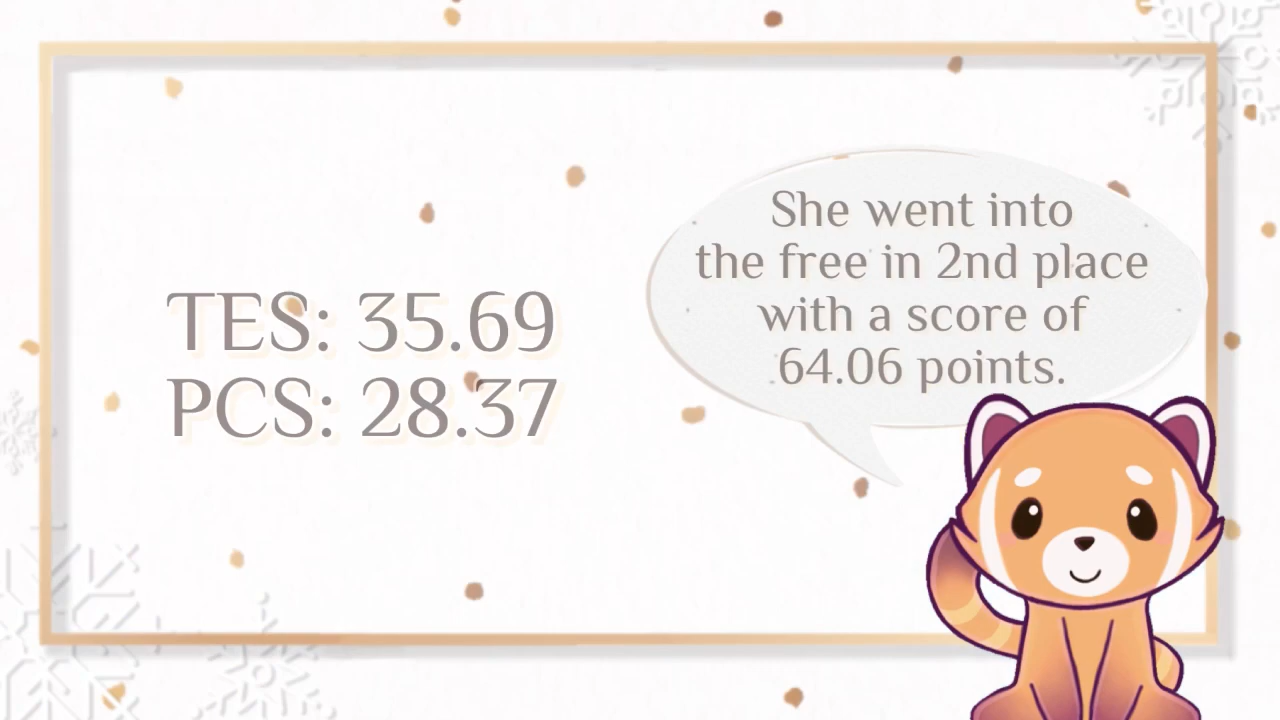 TES: 35.69
PCS: 28.37
She went into
the free in 2nd place
with a score of
64.06 points.